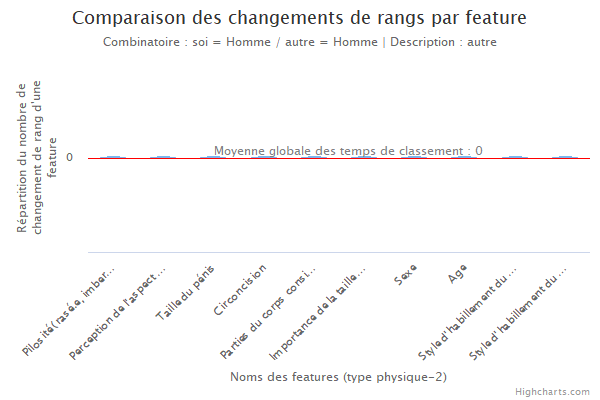 Comparaison des changements de rangs par feature
Combinatoire : soi = Homme / autre = Homme | Description : autre
Répartition du nombre de
changement de rang d'une
feature
0
Moyenne globale des temps de classement : 0
Pilosité(rasée, imber…
Perception de l'aspect…
Taille du pénis
Circoncision
Parties du corps consi…
Importance de la taille…
Sexe
Age
Style d'habillement du …
Style d'habillement du …
Noms des features (type physique-2)
Highcharts.com